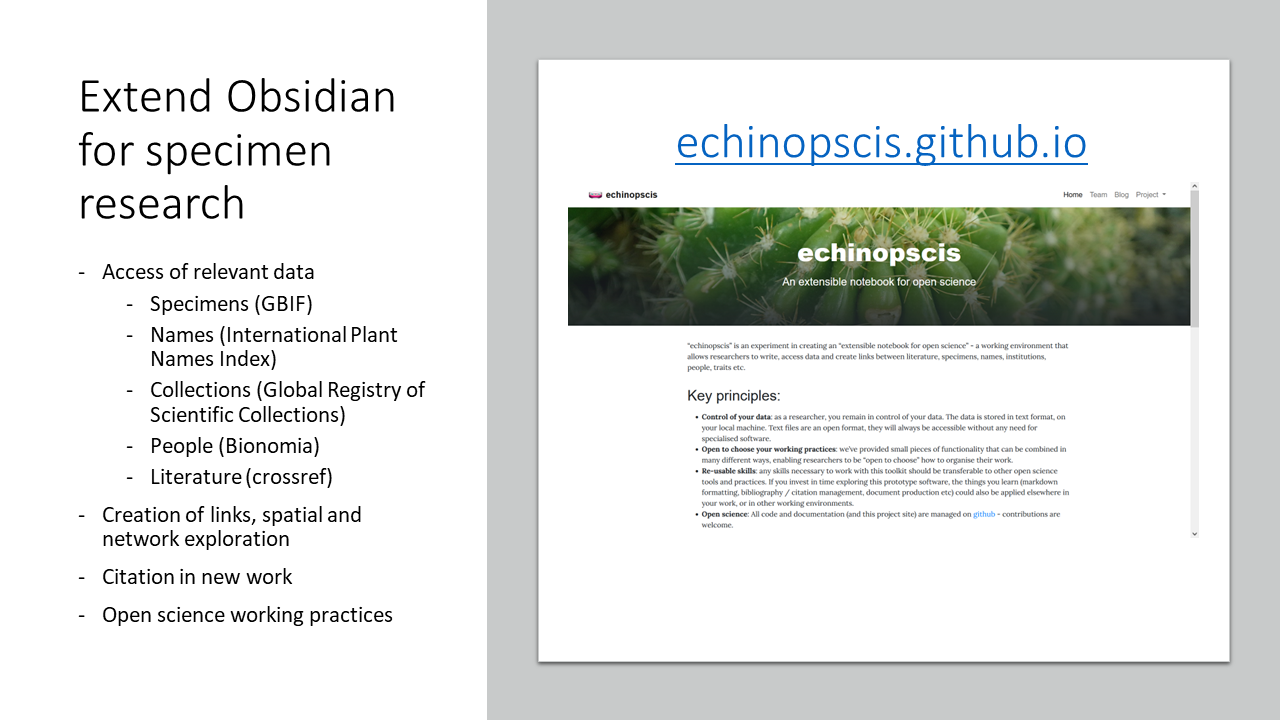 Extend Obsidian
for specimen
research
- Access of relevant data
- Specimens (GBIF)
- Names (International Plant
Names Index)
- Collections (Global Registry of
Scientific Collections)
- People (Bionomia)
- Literature (crossref)
- Creation of links, spatial and
network exploration
- Citation in new work
- Open science working practices
echinopscis.github.io
echinopscis
Home Team Blog Project
echinopscis
An extensible notebook for open science
"echinopscis" is an experiment in creating an "extensible notebook for open science" - a working environment that
allows researchers to write, access data and create links between literature, specimens, names, institutions,
people, traits etc.
Key principles:
• Control of your data: as a researcher, you remain in control of your data. The data is stored in text format, on
your local machine. Text files are an open format, they will always be accessible without any need for
specialised software.
• Open to choose your working practices: we've provided small pieces of functionality that can be combined in
many different ways, enabling researchers to be "open to choose" how to organise their work.
• Re-usable skills: any skills necessary to work with this toolkit should be transferable to other open science
tools and practices. If you invest in time exploring this prototype software, the things you learn (markdown
formatting, bibliography / citation management, document production etc) could also be applied elsewhere in
your work, or in other working environments.
• Open science: All code and documentation (and this project site) are managed on github - contributions are
welcome.